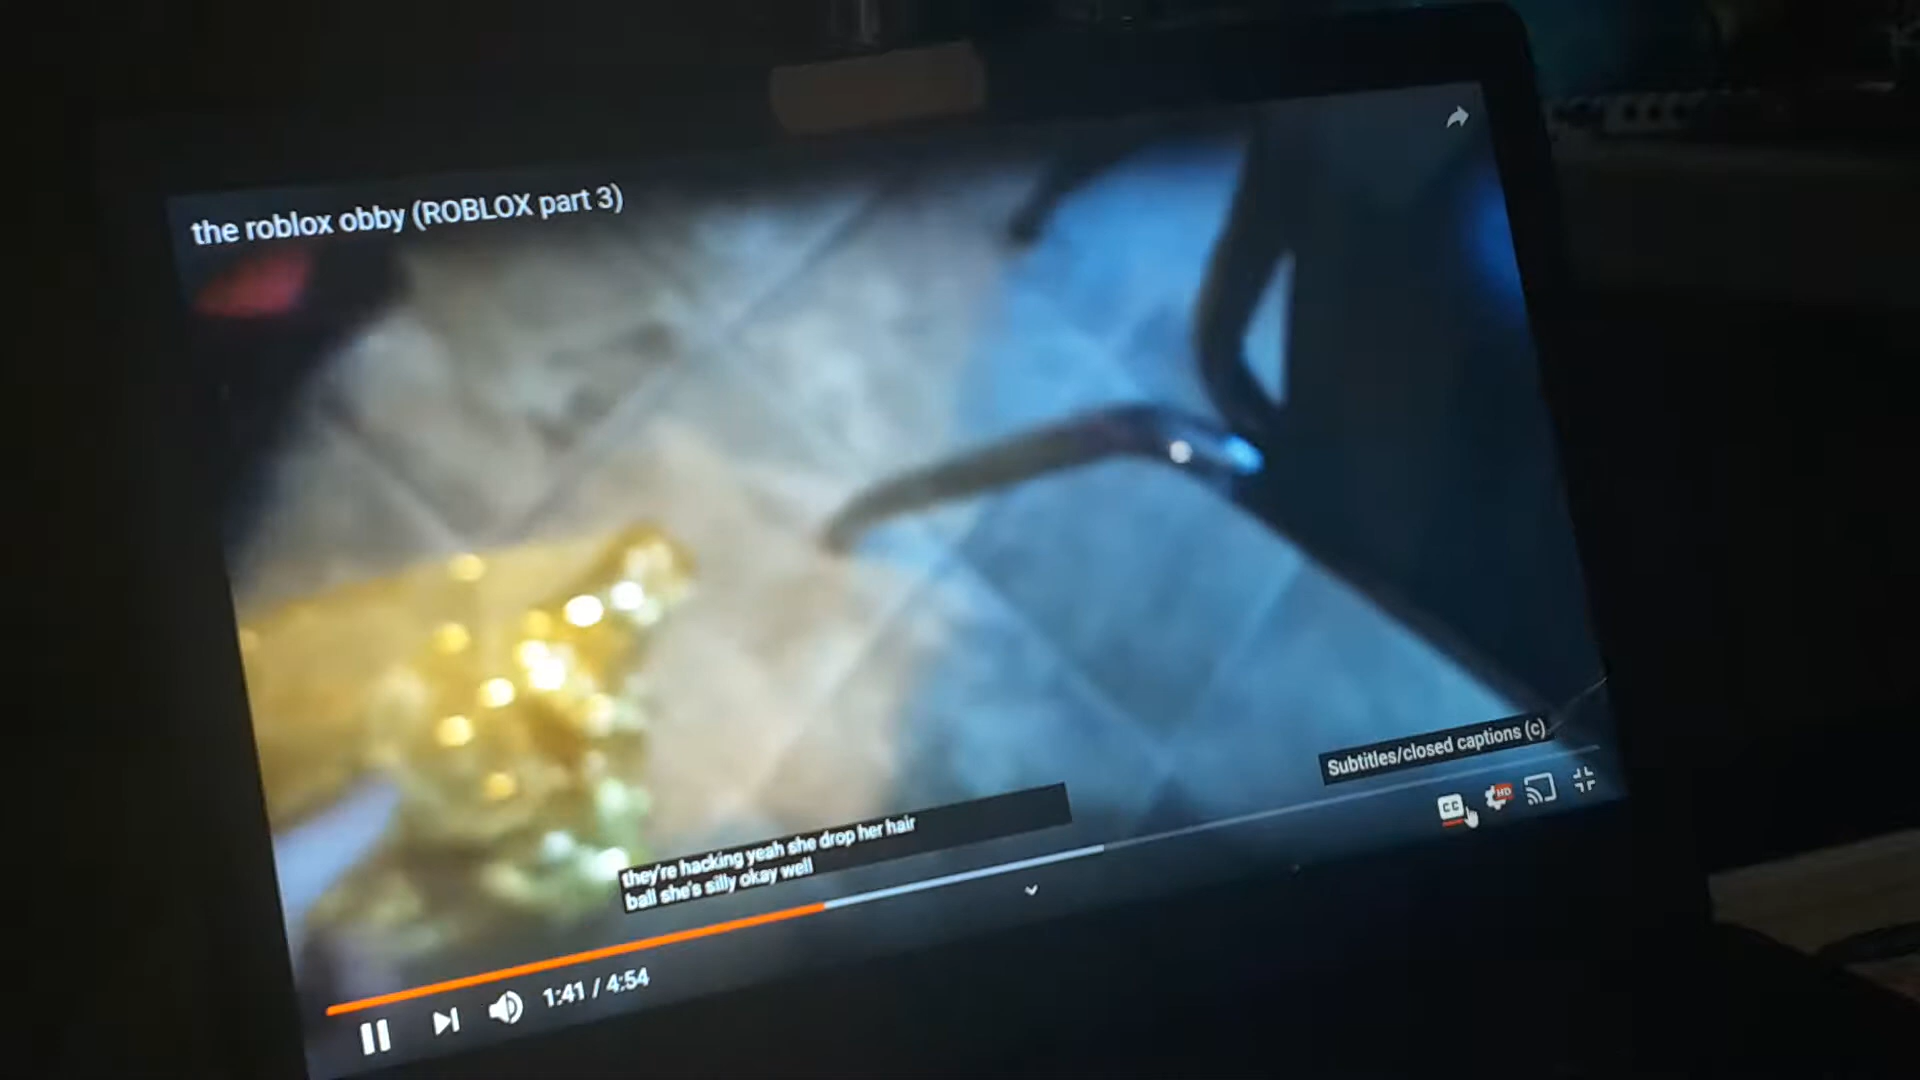 the roblox obby (ROBLOX part 3)
Subtitles/closed captions (c)
CC
HD
they're hacking yeah she drop her hair
ball she's silly okay well
1:41 / 4:54